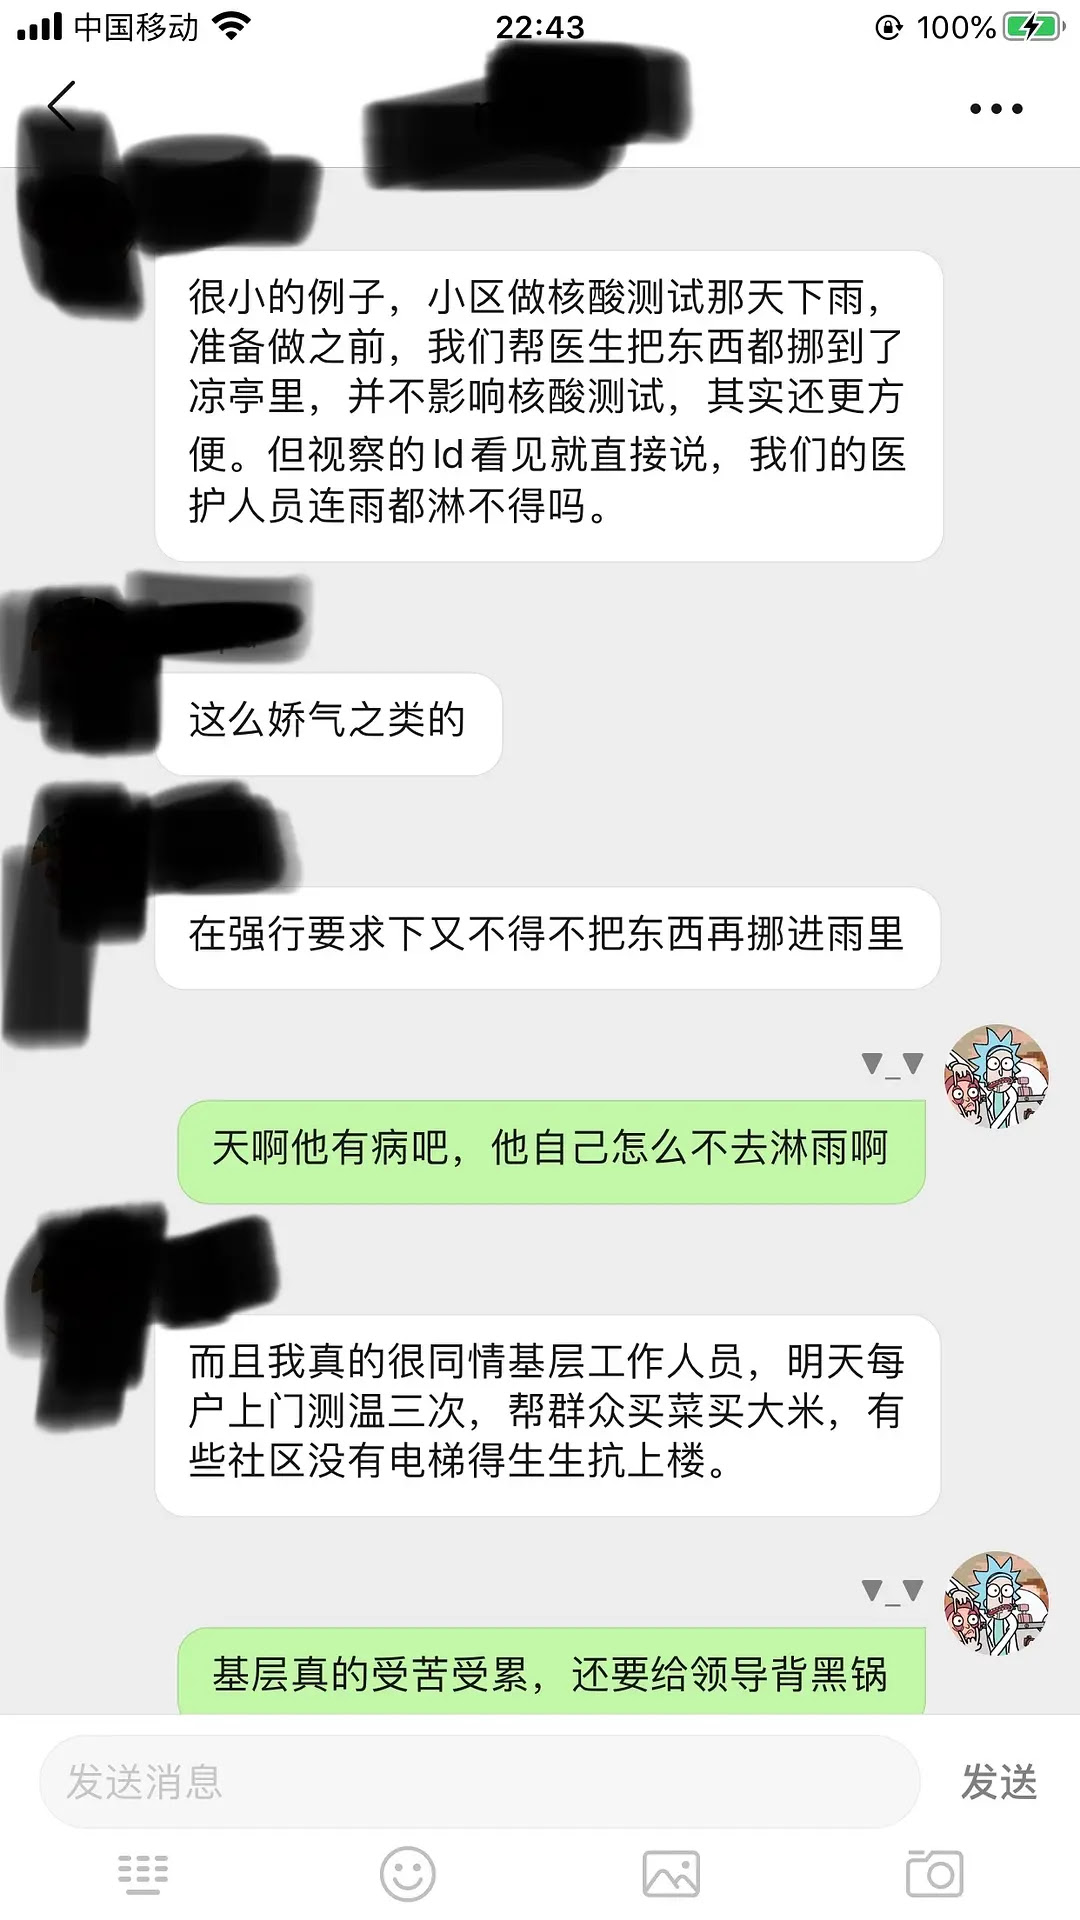 中国移动
22:43
100%
很小的例子，小区做核酸测试那天下雨，
准备做之前，我们帮医生把东西都挪到了
凉亭里，并不影响核酸测试，其实还更方
便。但视察的ld看见就直接说，我们的医
护人员连雨都淋不得吗。
这么娇气之类的
在强行要求下又不得不把东西再挪进雨里
▼_▼
天啊他有病吧，他自己怎么不去淋雨啊
而且我真的很同情基层工作人员，明天每
户上门测温三次，帮群众买菜买大米，有
些社区没有电梯得生生抗上楼。
▼_▼
基层真的受苦受累，还要给领导背黑锅
发送消息
发送